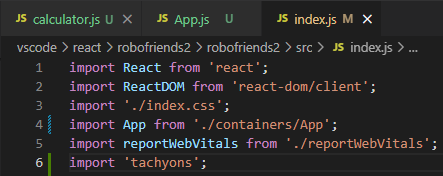 JS calculator.js U JS App.js U JS index.js
vscode > react > robofriends2 > robofriends2 > src > JS index.js > ...
1 import React from 'react';
2 import ReactDOM from 'react-dom/client';
3 import './index.css';
4 import App from './containers/App';
5 import reportWebVitals from './reportWebVitals';
6 import 'tachyons';